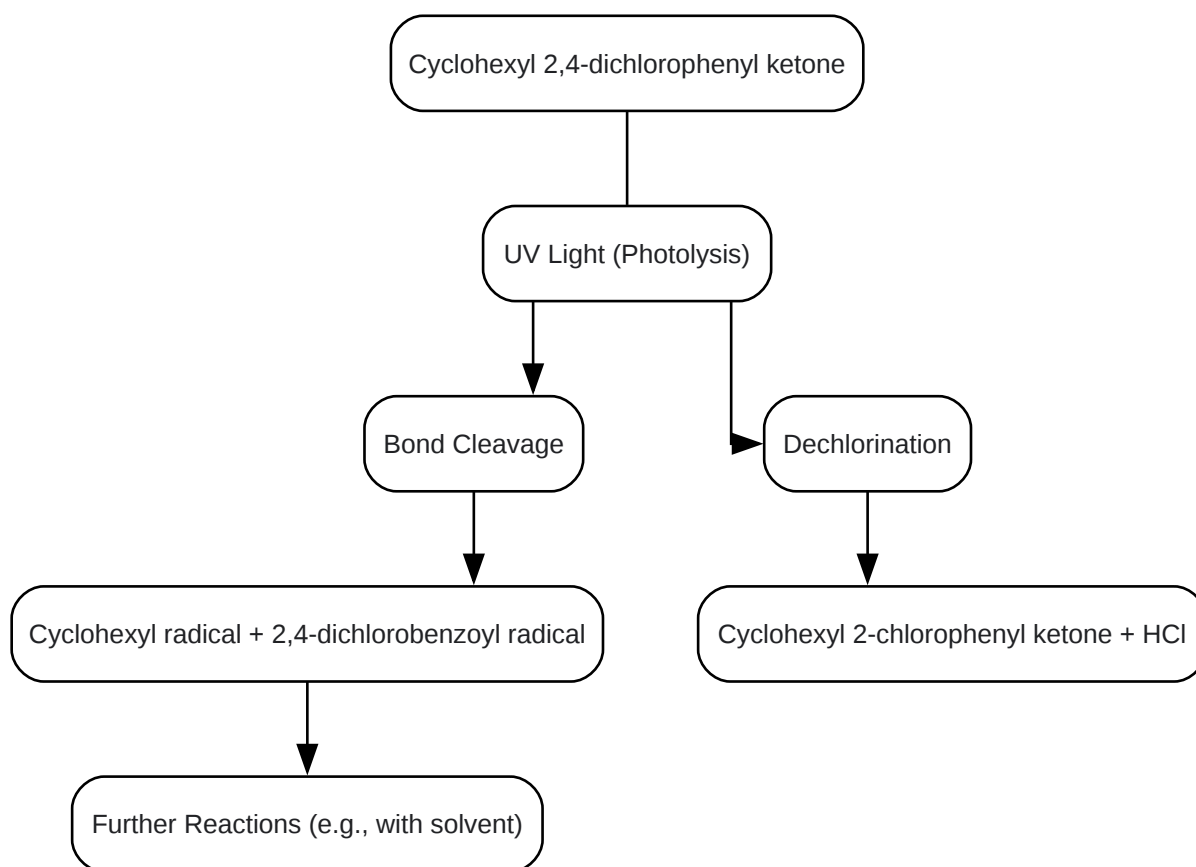 Cyclohexyl 2,4-dichlorophenyl ketone
UV Light (Photolysis)
Bond Cleavage
Dechlorination
Cyclohexyl radical + 2,4-dichlorobenzoyl radical
Cyclohexyl 2-chlorophenyl ketone + HCl
Further Reactions (e.g., with solvent)